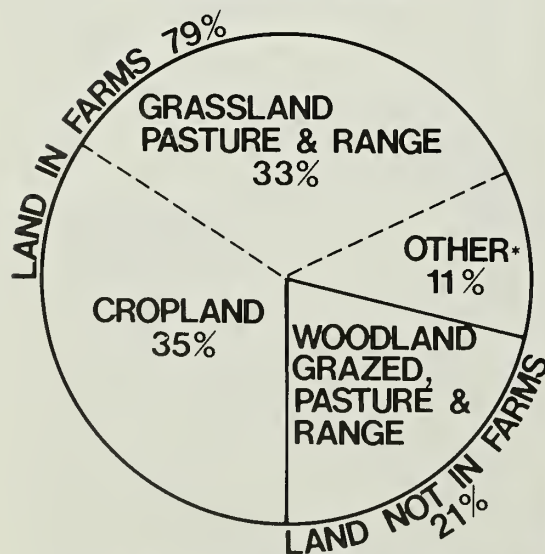 LAND IN FARMS 79%
GRASSLAND
PASTURE & RANGE
33%
OTHER*
11%
CROPLAND
35%
WOODLAND
GRAZED,
PASTURE &
RANGE
LAND NOT IN FARMS
21%